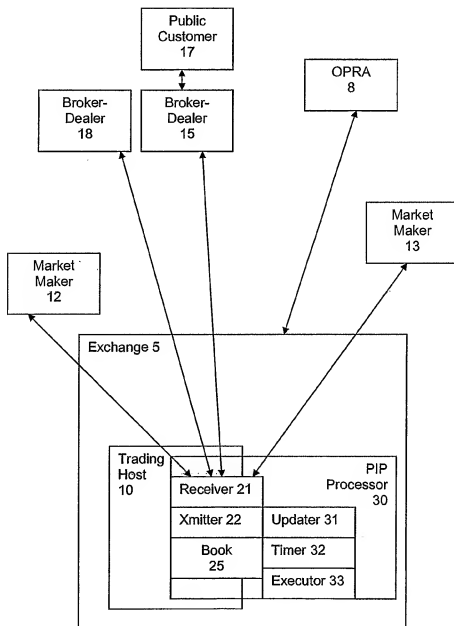 Public
Customer
17
OPRA
8
Broker-
Dealer
18
Broker-
Dealer
15
Market
Maker
13
Market
Maker
12
Exchange 5
Trading
Host
10
PIP
Processor
30
Receiver 21
Xmitter 22
Updater 31
Book
25
Timer 32
Executor 33